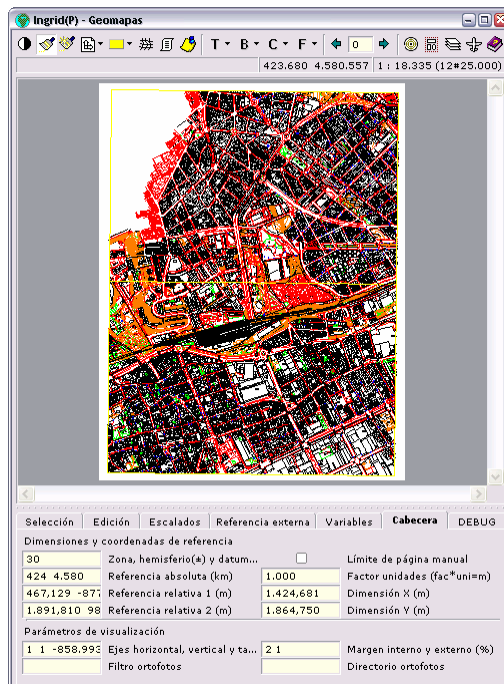 Ingrid(P) - Geomapas
T B C F 0
423.680 4.580.557 1 : 18.335 (12#25.000)
Selección Edición Escalados Referencia externa Variables Cabecera DEBUG
Dimensiones y coordenadas de referencia
30 Zona, hemisferio(±) y datum... Límite de página manual
424 4.580 Referencia absoluta (km) 1.000 Factor unidades (fac*uni=m)
467,129 -877 Referencia relativa 1 (m) 1.424,681 Dimensión X (m)
1.891,810 98 Referencia relativa 2 (m) 1.864,750 Dimensión Y (m)
Parámetros de visualización
1 1 -858.993 Ejes horizontal, vertical y ta... 2 1 Margen interno y externo (%)
Filtro ortofotos Directorio ortofotos